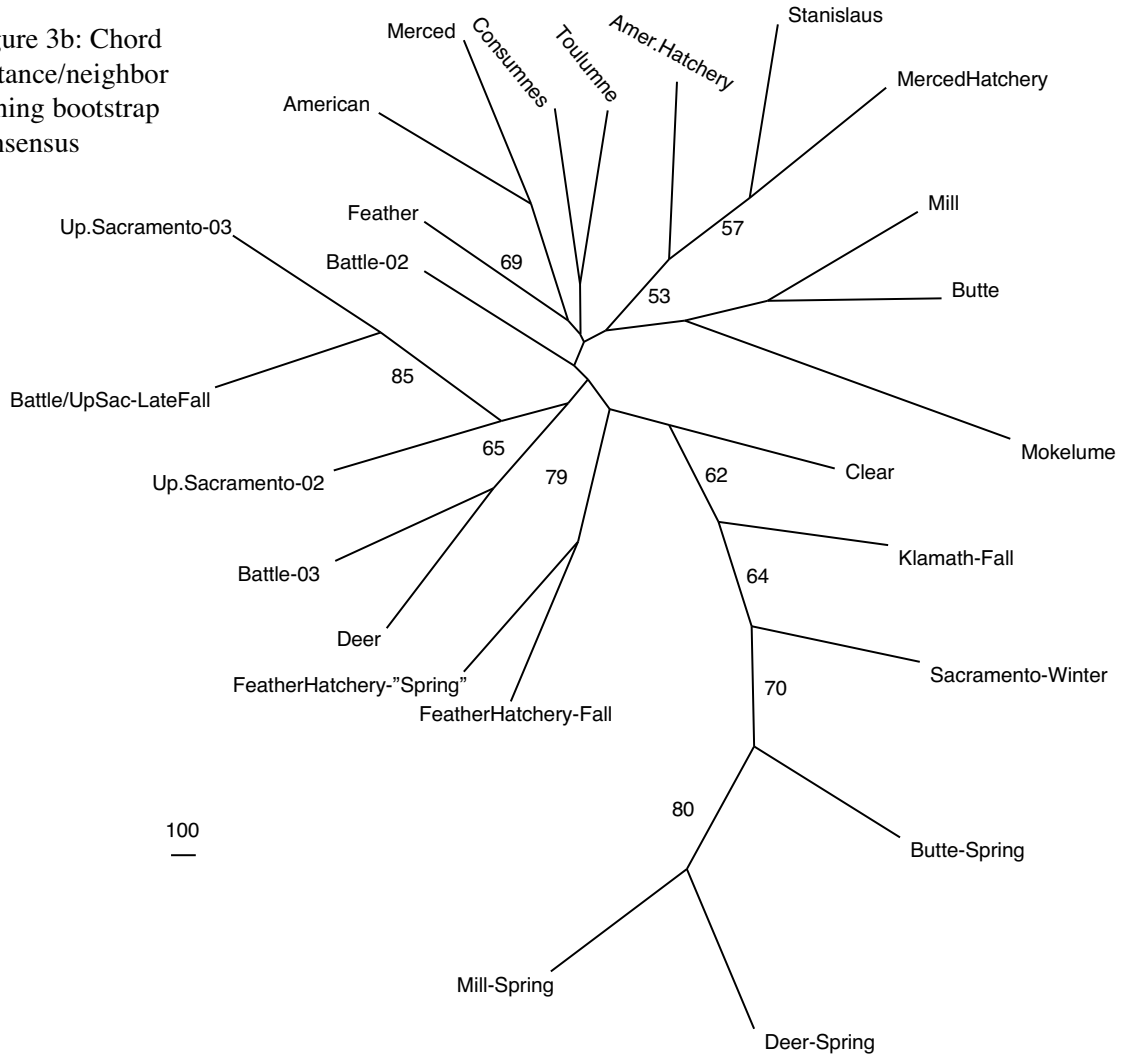 gure 3b: Chord
tance/neighbor
ning bootstrap
nsensus
Merced
Consumnes
Toulumne
Amer.Hatchery
Stanislaus
MercedHatchery
American
Feather
Mill
Up.Sacramento-03
Battle-02
69
57
53
Butte
85
Battle/UpSac-LateFall
65
Up.Sacramento-02
79
62
Clear
Mokelume
Battle-03
64
Klamath-Fall
Deer
FeatherHatchery-”Spring”
FeatherHatchery-Fall
70
Sacramento-Winter
100
80
Butte-Spring
Mill-Spring
Deer-Spring